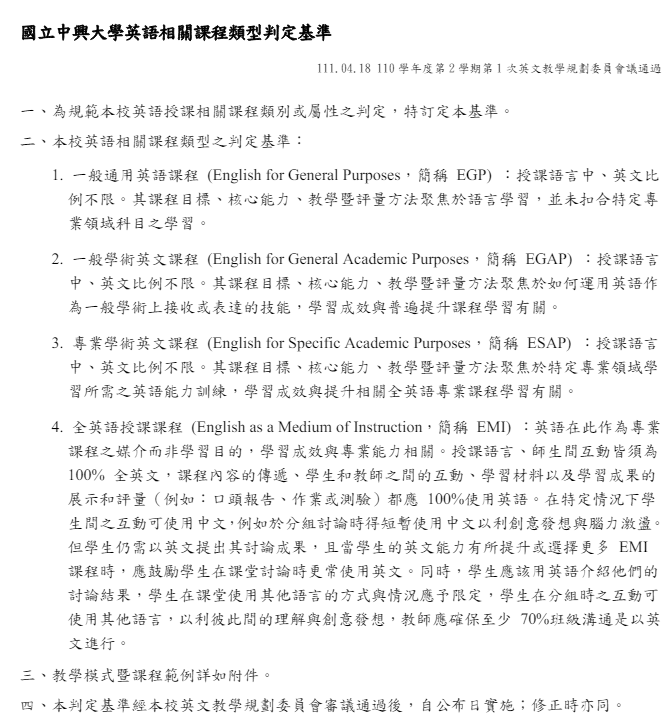 國立中興大學英語相關課程類型判定基準
111.04.18 110 學年度第 2 學期第 1 次英文教學規劃委員會議通過
一、為規範本校英語授課相關課程類別或屬性之判定，特訂定本基準。
二、本校英語相關課程類型之判定基準：
1. 一般通用英語課程 (English for General Purposes，簡稱 EGP) ：授課語言中、英文比
例不限。其課程目標、核心能力、教學暨評量方法聚焦於語言學習，並未扣合特定專
業領域科目之學習。
2. 一般學術英文課程 (English for General Academic Purposes，簡稱 EGAP) ：授課語言
中、英文比例不限。其課程目標、核心能力、教學暨評量方法聚焦於如何運用英語作
為一般學術上接收或表達的技能，學習成效與普遍提升課程學習有關。
3. 專業學術英文課程 (English for Specific Academic Purposes，簡稱 ESAP) ：授課語言
中、英文比例不限。其課程目標、核心能力、教學暨評量方法聚焦於特定專業領域學
習所需之英語能力訓練，學習成效與提升相關全英語專業課程學習有關。
4. 全英語授課課程 (English as a Medium of Instruction，簡稱 EMI) ：英語在此作為專業
課程之媒介而非學習目的，學習成效與專業能力相關。授課語言、師生間互動皆須為
100% 全英文，課程內容的傳遞、學生和教師之間的互動、學習材料以及學習成果的
展示和評量（例如：口頭報告、作業或測驗）都應 100%使用英語。在特定情況下學
生間之互動可使用中文，例如於分組討論時得短暫使用中文以利創意發想與腦力激盪。
但學生仍需以英文提出其討論成果，且當學生的英文能力有所提升或選擇更多 EMI
課程時，應鼓勵學生在課堂討論時更常使用英文。同時，學生應該用英語介紹他們的
討論結果，學生在課堂使用其他語言的方式與情況應予限定，學生在分組時之互動可
使用其他語言，以利彼此間的理解與創意發想，教師應確保至少 70%班級溝通是以英
文進行。
三、教學模式暨課程範例詳如附件。
四、本判定基準經本校英文教學規劃委員會審議通過後，自公布日實施；修正時亦同。